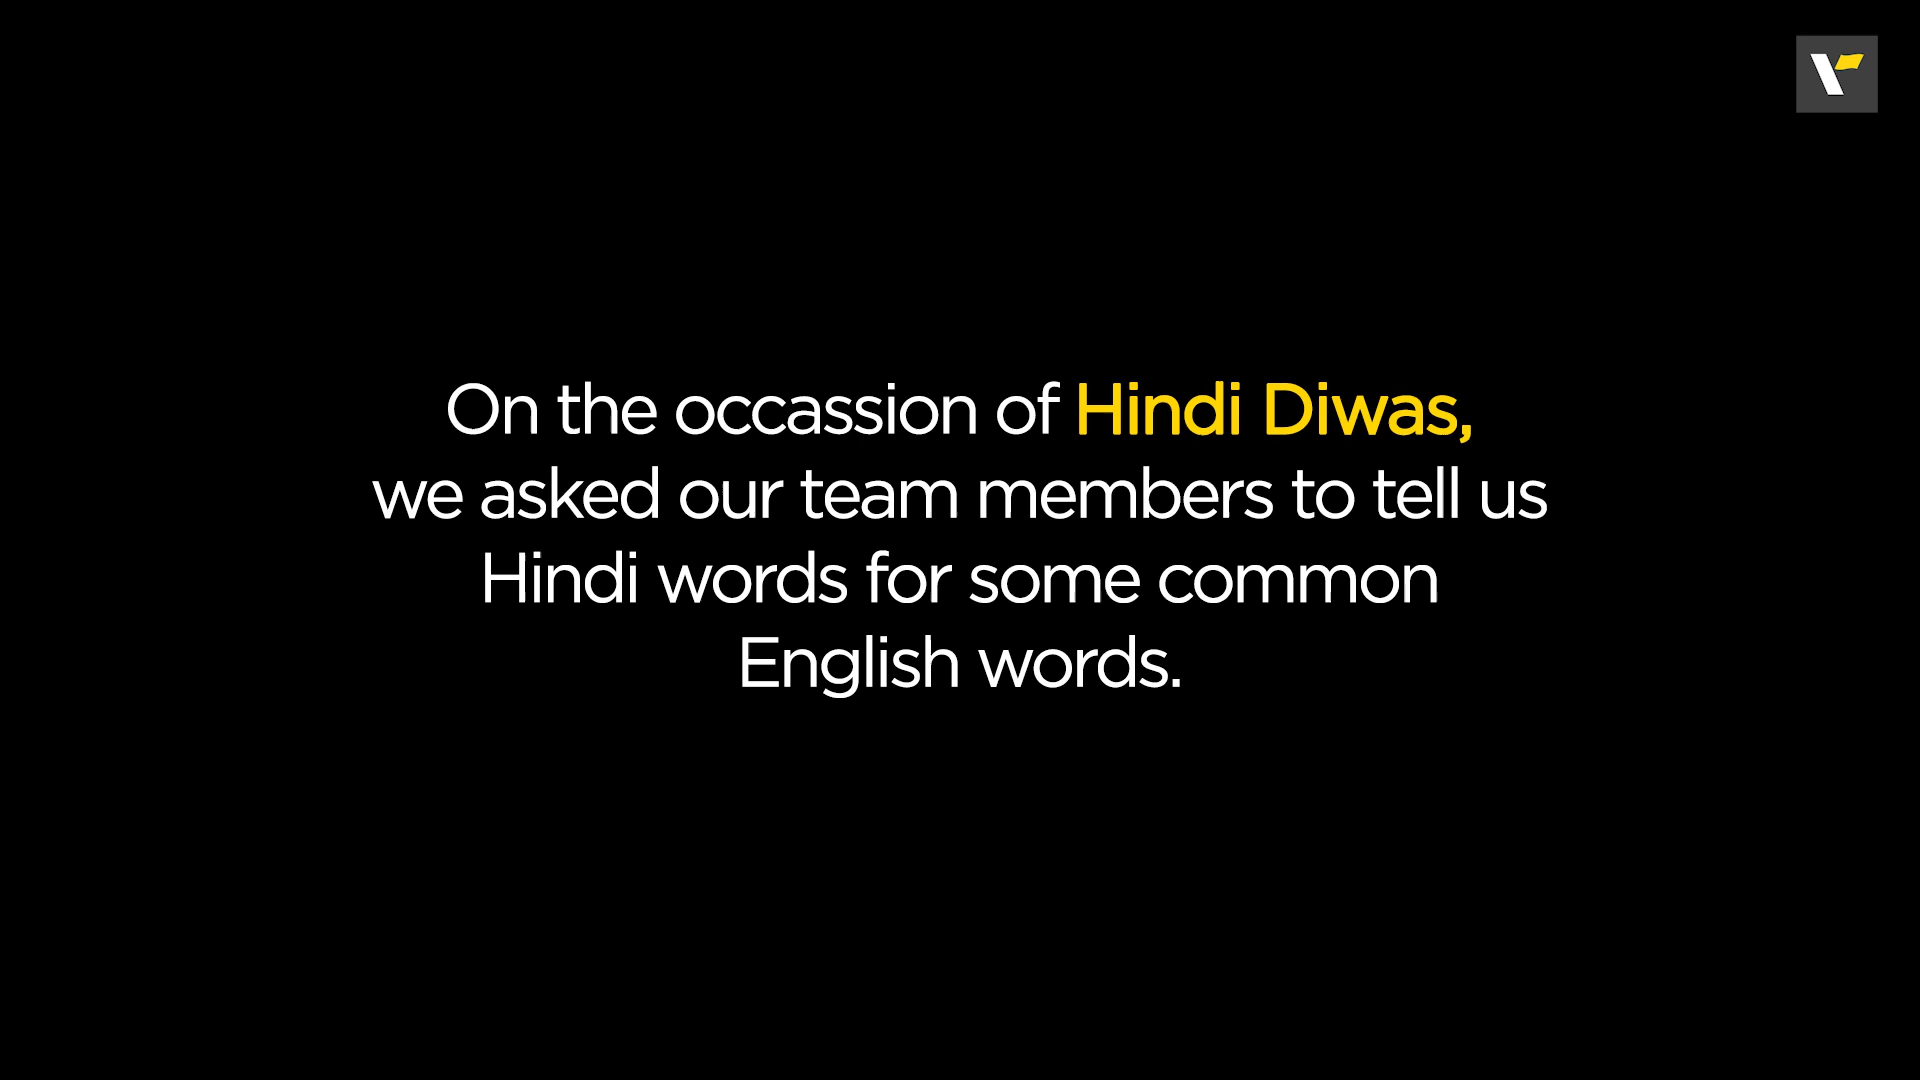 On the occassion of Hindi Diwas,
we asked our team members to tell us
Hindi words for some common
English words.